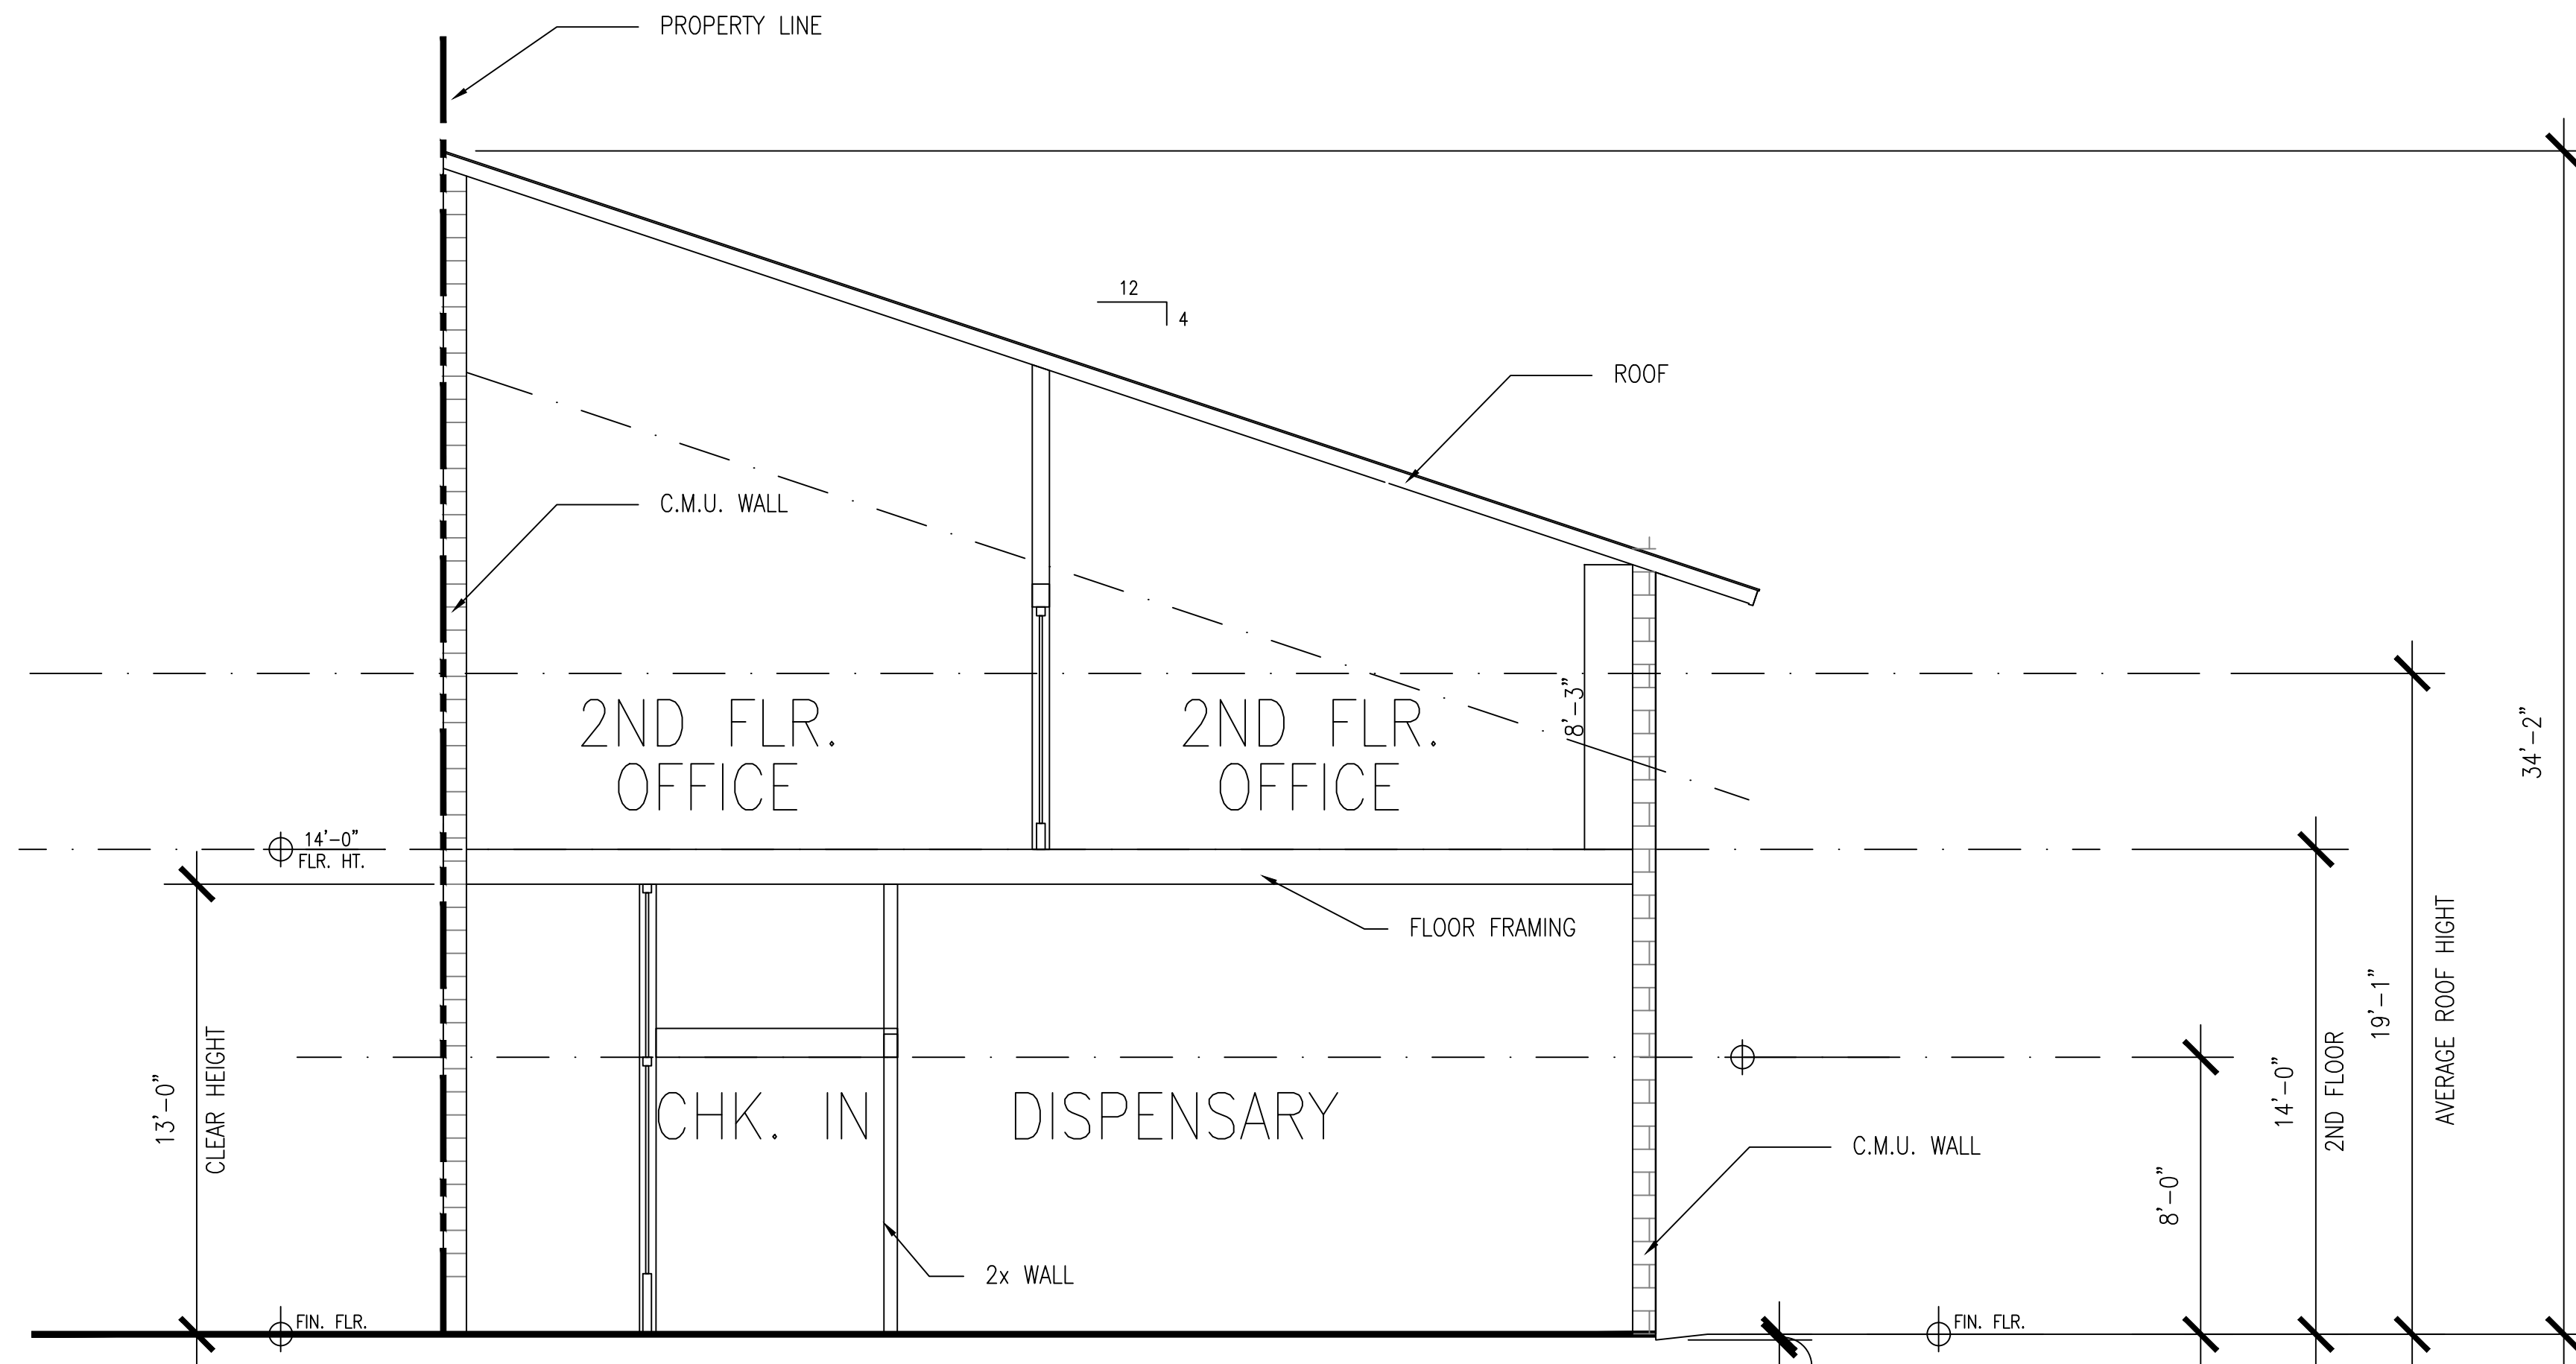 PROPERTY LINE
12
4
ROOF
C.M.U. WALL
8'-3"
2ND FLR.
OFFICE
2ND FLR.
OFFICE
34'-2"
14'-0"
FLR. HT.
FLOOR FRAMING
AVERAGE ROOF HIGHT
19'-1"
13'-0"
CLEAR HEIGHT
CHK. IN
DISPENSARY
14'-0"
2ND FLOOR
C.M.U. WALL
8'-0"
2x WALL
FIN. FLR.
FIN. FLR.